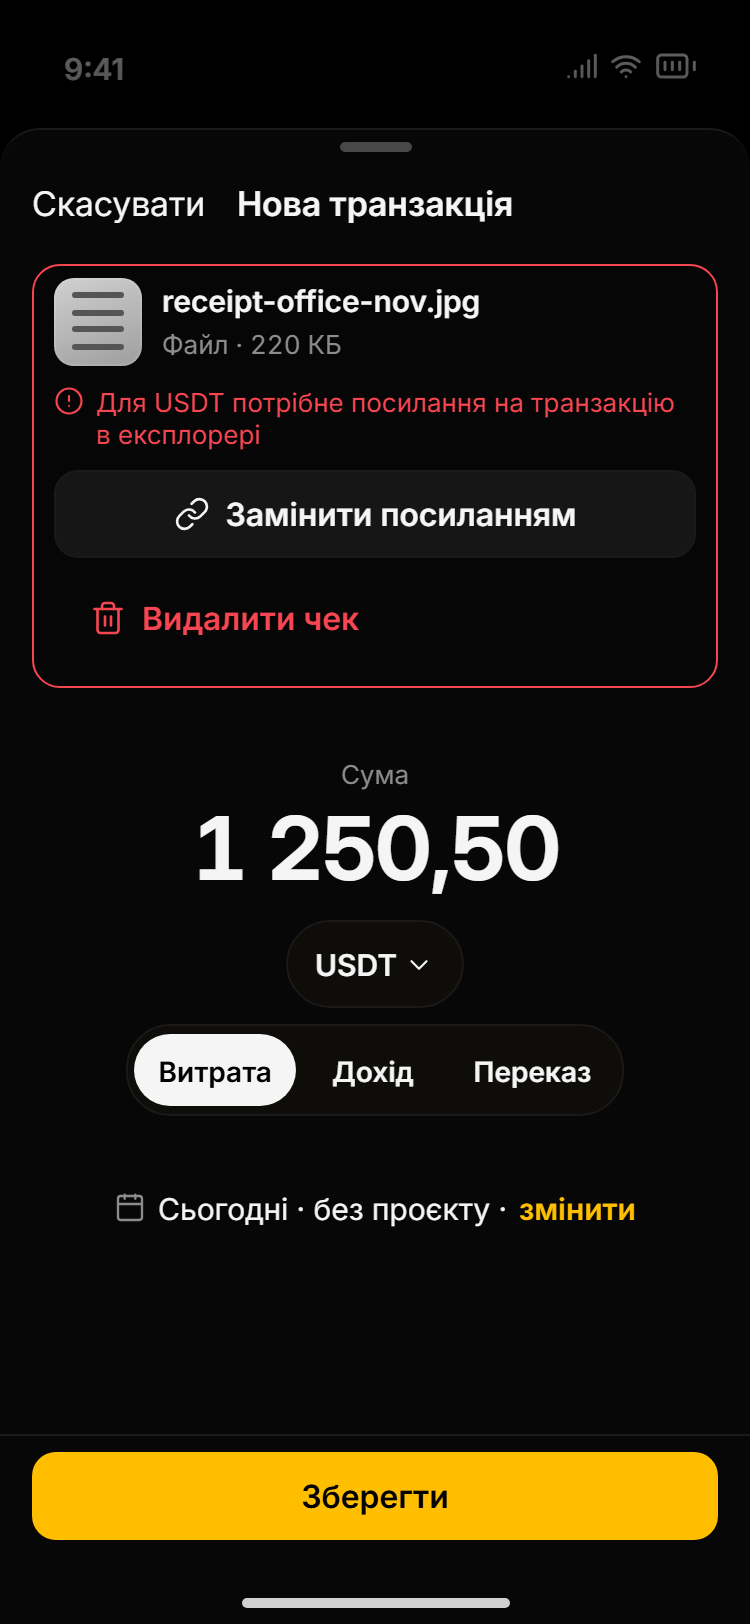 9:41
Скасувати Нова транзакція
receipt-office-nov.jpg
Файл · 220 КБ
Для USDT потрібне посилання на транзакцію
в експлорері
Замінити посиланням
Видалити чек
Сума
1 250,50
USDT
Витрата Дохід Переказ
Сьогодні · без проєкту · змінити
Зберегти